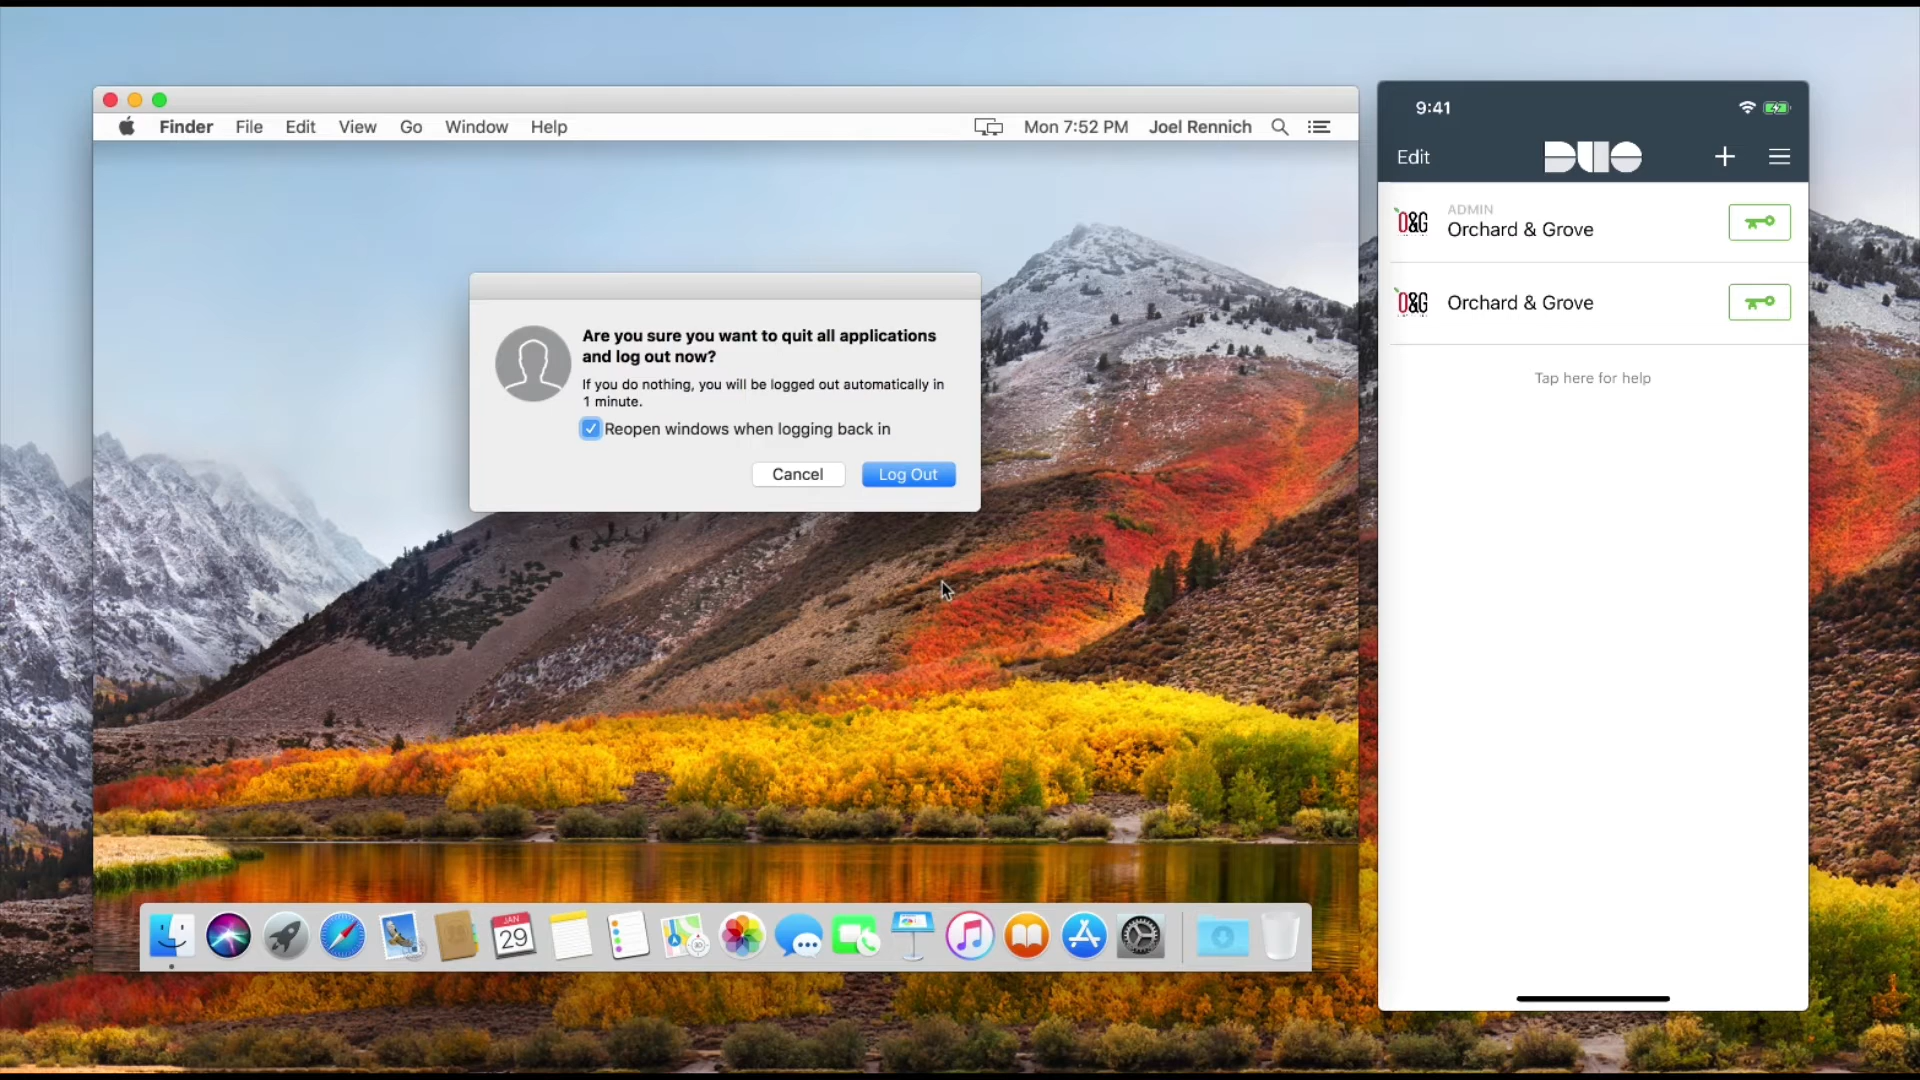 Finder File Edit View Go Window Help Mon 7:52 PM Joel Rennich
Are you sure you want to quit all applications
and log out now?
If you do nothing, you will be logged out automatically in
1 minute.
Reopen windows when logging back in
Cancel Log Out
JAN
29
9:41
Edit DUO
O&G ADMIN
Orchard & Grove
O&G Orchard & Grove
Tap here for help